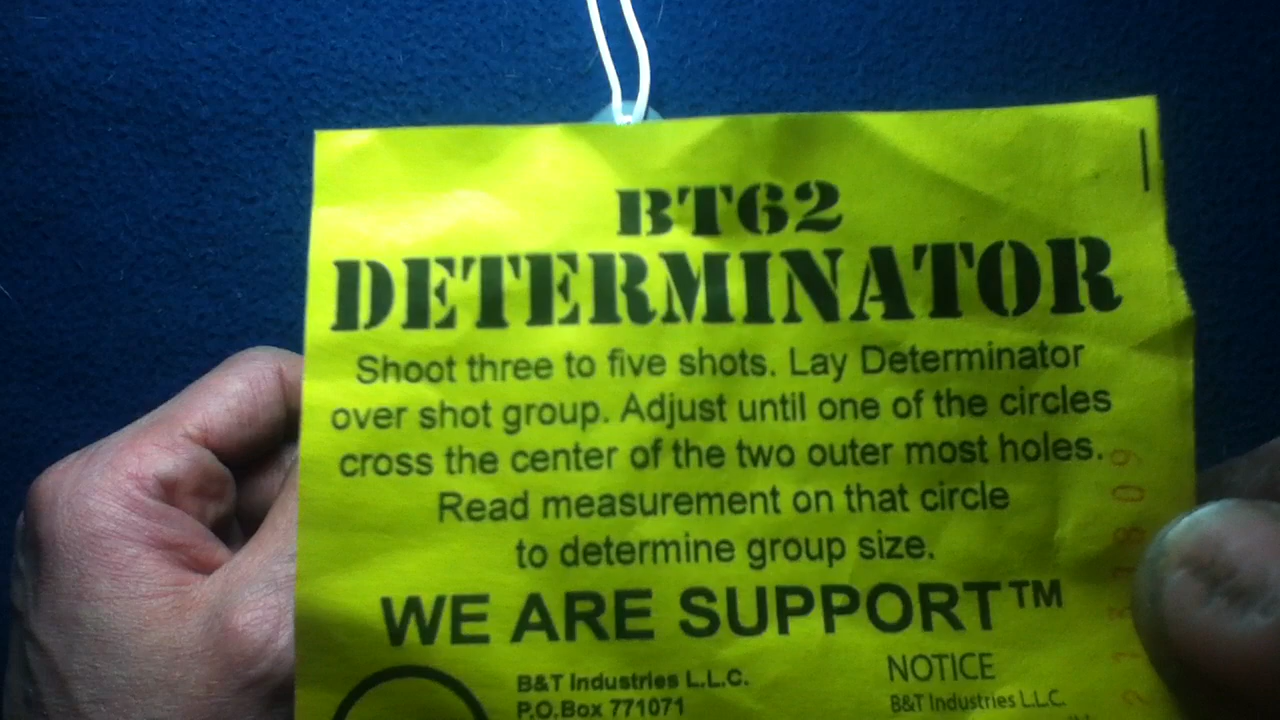 BT62
DETERMINATOR
Shoot three to five shots. Lay Determinator
over shot group. Adjust until one of the circles
cross the center of the two outer most holes.
Read measurement on that circle
to determine group size.
WE ARE SUPPORT™
B&T Industries L.L.C.
P.O.Box 771071
NOTICE
B&T Industries L.L.C.